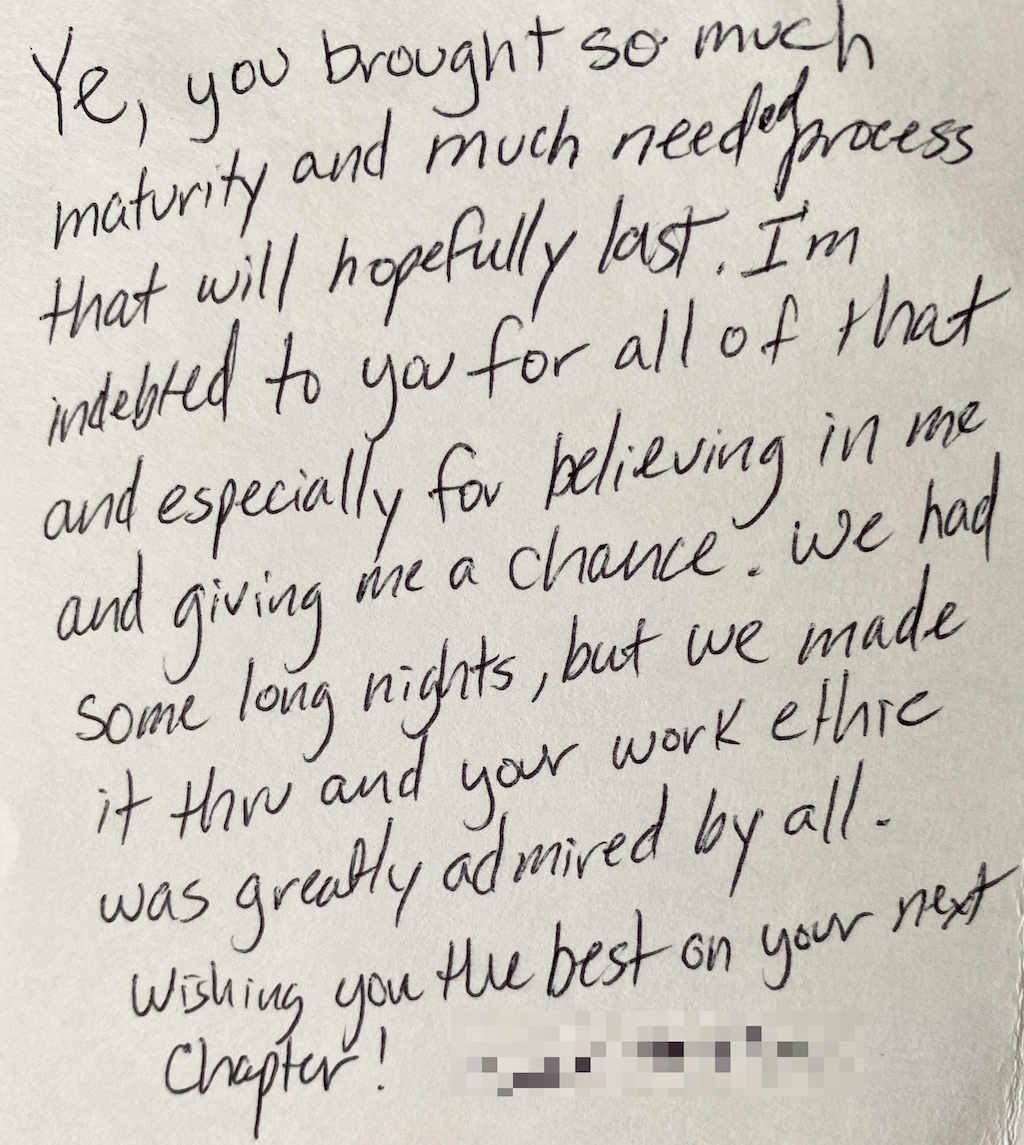 Ye, you brought so much
maturity and much needed process
that will hopefully last. I'm
indebted to you for all of that
and especially for believing in me
and giving me a chance. We had
some long nights, but we made
it thru and your work ethic
was greatly admired by all.
Wishing you the best on your next
Chapter!